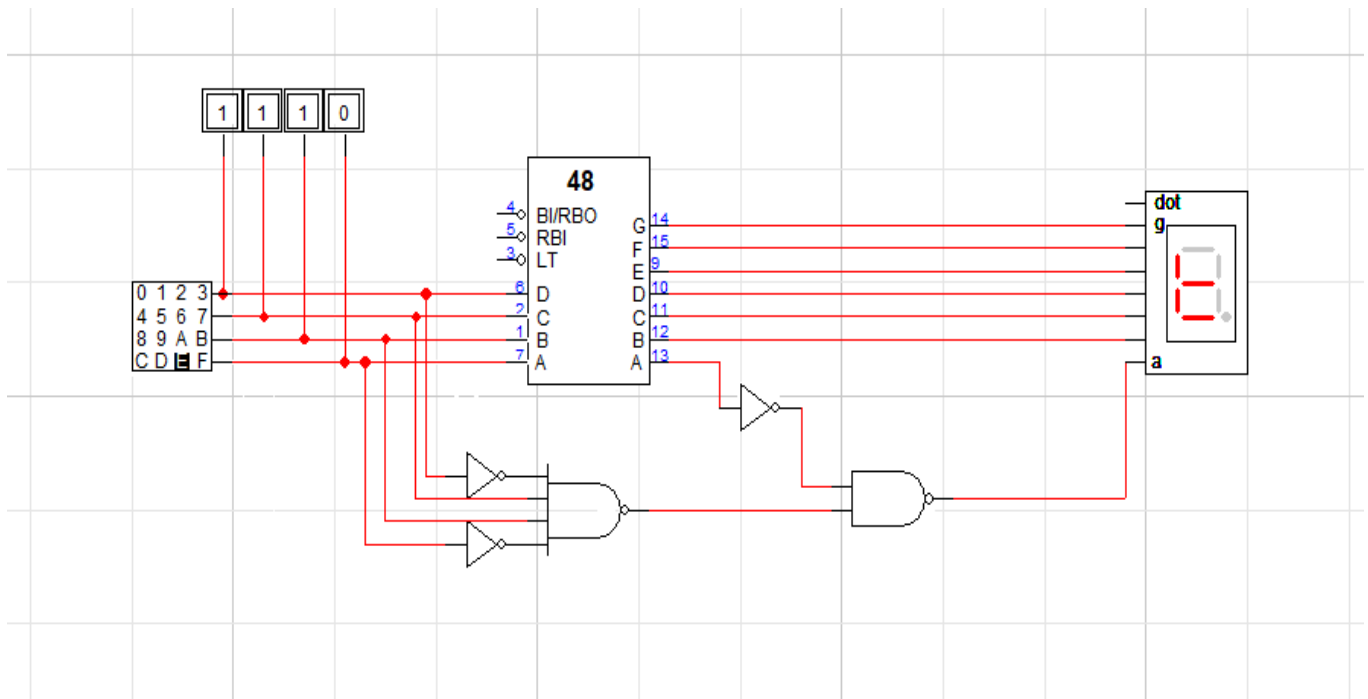 1 1 1 0
48
4 BI/RBO
5 RBI
3 LT
G 14
F 15
E 9
6 D
D 10
2 C
C 11
1 B
B 12
7 A
A 13
0 1 2 3
4 5 6 7
8 9 A B
C D E F
dot
g
a